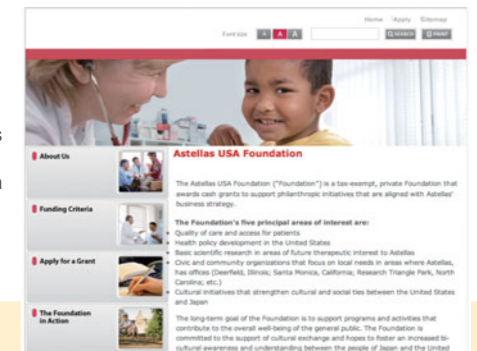 Home Apply Sitemap
Font size A A A SEARCH PRINT
s
About Us
Funding Criteria
Apply for a Grant
The Foundation
in Action
Astellas USA Foundation
The Astellas USA Foundation ("Foundation") is a tax-exempt, private Foundation that
awards cash grants to support philanthropic initiatives that are aligned with Astellas'
business strategy.
The Foundation's five principal areas of interest are:
Quality of care and access for patients
Health policy development in the United States
Basic scientific research in areas of future therapeutic interest to Astellas
Civic and community organizations that focus on local needs in areas where Astellas,
has offices (Deerfield, Illinois; Santa Monica, California; Research Triangle Park, North
Carolina; etc.)
Cultural initiatives that strengthen cultural and social ties between the United States
and Japan
The long-term goal of the Foundation is to support programs and activities that
contribute to the overall well-being of the general public. The Foundation is
committed to the support of cultural exchange and hopes to foster an increased bi-
cultural awareness and understanding between the people of Japan and the United